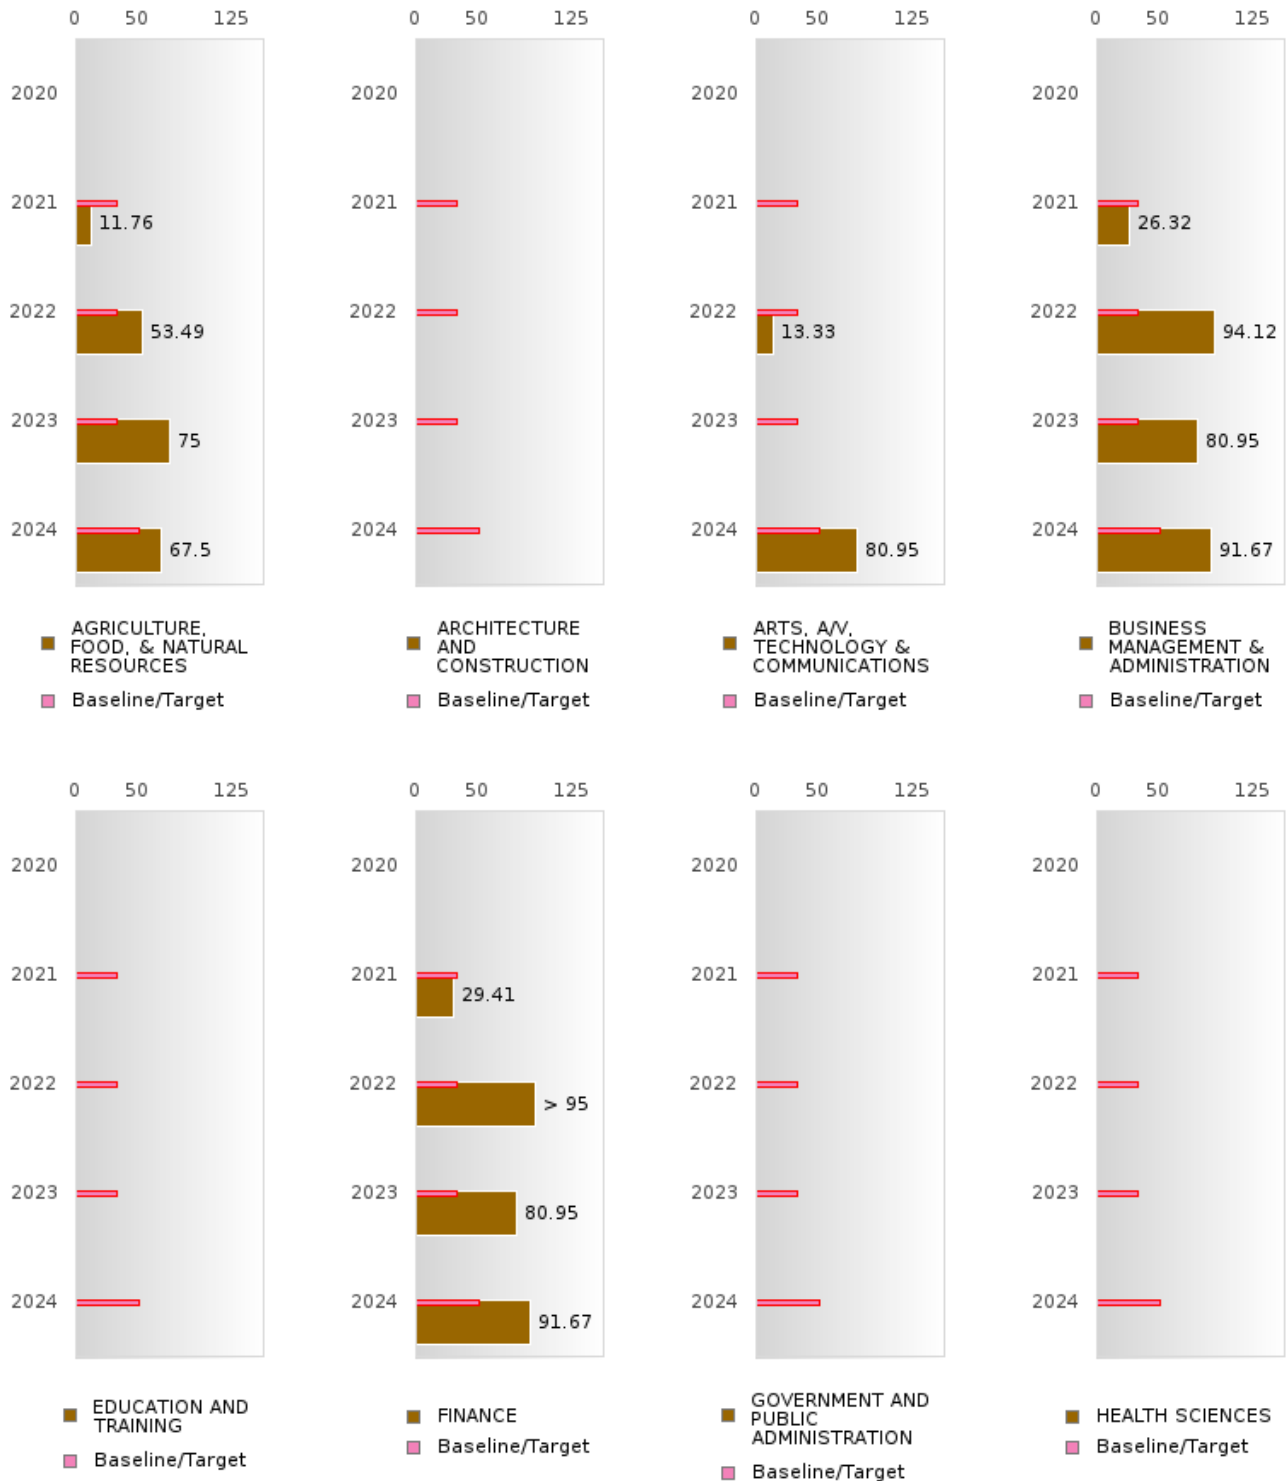 0 50 125
2020
2021
11.76
2022
53.49
2023
75
2024
67.5
AGRICULTURE,
FOOD, & NATURAL
RESOURCES
Baseline/Target
0 50 125
2020
2021
2022
2023
2024
ARCHITECTURE
AND
CONSTRUCTION
Baseline/Target
0 50 125
2020
2021
2022
13.33
2023
2024
80.95
ARTS, A/V,
TECHNOLOGY &
COMMUNICATIONS
Baseline/Target
0 50 125
2020
2021
26.32
2022
94.12
2023
80.95
2024
91.67
BUSINESS
MANAGEMENT &
ADMINISTRATION
Baseline/Target
0 50 125
2020
2021
2022
2023
2024
EDUCATION AND
TRAINING
Baseline/Target
0 50 125
2020
2021
29.41
2022
> 95
2023
80.95
2024
91.67
FINANCE
Baseline/Target
0 50 125
2020
2021
2022
2023
2024
GOVERNMENT AND
PUBLIC
ADMINISTRATION
Baseline/Target
0 50 125
2020
2021
2022
2023
2024
HEALTH SCIENCES
Baseline/Target